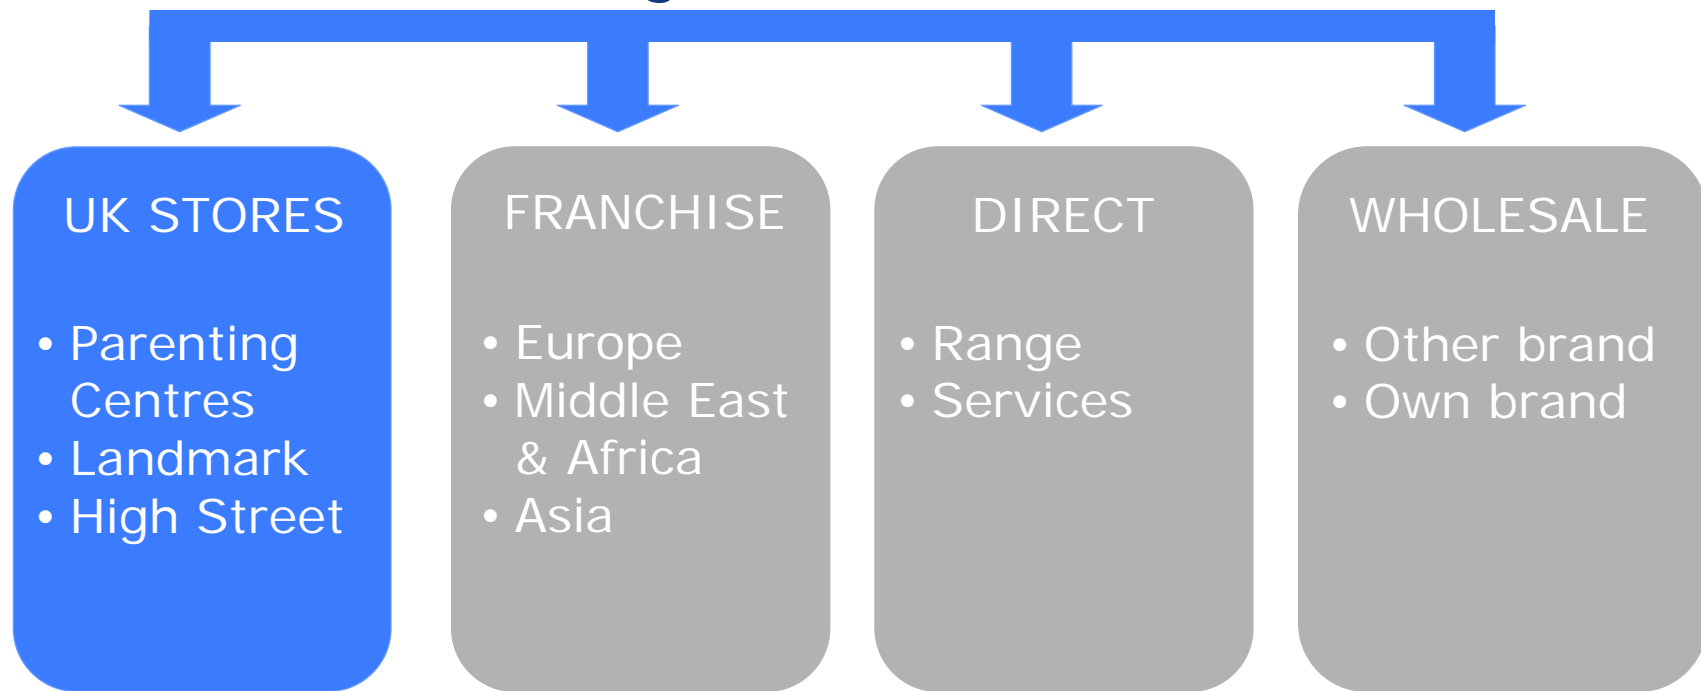 UK STORES
• Parenting
Centres
• Landmark
• High Street
FRANCHISE
• Europe
• Middle East
& Africa
• Asia
DIRECT
• Range
• Services
WHOLESALE
• Other brand
• Own brand